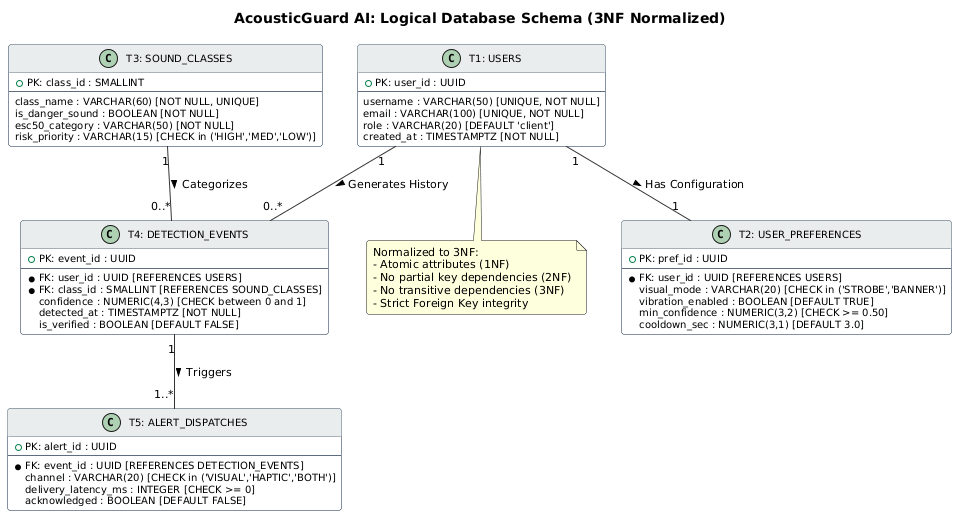 AcousticGuard AI: Logical Database Schema (3NF Normalized)
C T3: SOUND_CLASSES
PK: class_id : SMALLINT
class_name : VARCHAR(60) [NOT NULL, UNIQUE]
is_danger_sound : BOOLEAN [NOT NULL]
esc50_category : VARCHAR(50) [NOT NULL]
risk_priority : VARCHAR(15) [CHECK in ('HIGH','MED','LOW')]
C T1: USERS
PK: user_id : UUID
username : VARCHAR(50) [UNIQUE, NOT NULL]
email : VARCHAR(100) [UNIQUE, NOT NULL]
role : VARCHAR(20) [DEFAULT 'client']
created_at : TIMESTAMPTZ [NOT NULL]
1
Categorizes
0..*
1
Generates History
0..*
1
Has Configuration
1
C T4: DETECTION_EVENTS
PK: event_id : UUID
FK: user_id : UUID [REFERENCES USERS]
FK: class_id : SMALLINT [REFERENCES SOUND_CLASSES]
confidence : NUMERIC(4,3) [CHECK between 0 and 1]
detected_at : TIMESTAMPTZ [NOT NULL]
is_verified : BOOLEAN [DEFAULT FALSE]
Normalized to 3NF:
- Atomic attributes (1NF)
- No partial key dependencies (2NF)
- No transitive dependencies (3NF)
- Strict Foreign Key integrity
C T2: USER_PREFERENCES
PK: pref_id : UUID
FK: user_id : UUID [REFERENCES USERS]
visual_mode : VARCHAR(20) [CHECK in ('STROBE','BANNER')]
vibration_enabled : BOOLEAN [DEFAULT TRUE]
min_confidence : NUMERIC(3,2) [CHECK >= 0.50]
cooldown_sec : NUMERIC(3,1) [DEFAULT 3.0]
1
Triggers
1..*
C T5: ALERT_DISPATCHES
PK: alert_id : UUID
FK: event_id : UUID [REFERENCES DETECTION_EVENTS]
channel : VARCHAR(20) [CHECK in ('VISUAL','HAPTIC','BOTH')]
delivery_latency_ms : INTEGER [CHECK >= 0]
acknowledged : BOOLEAN [DEFAULT FALSE]